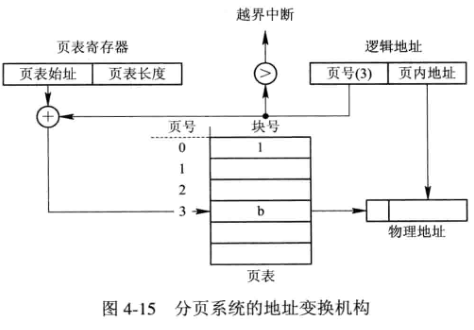 越界中断
页表寄存器
逻辑地址
页表始址 页表长度
>
页号(3) 页内地址
+
页号 块号
0 1
1
2
3 b
物理地址
页表
图 4-15 分页系统的地址变换机构